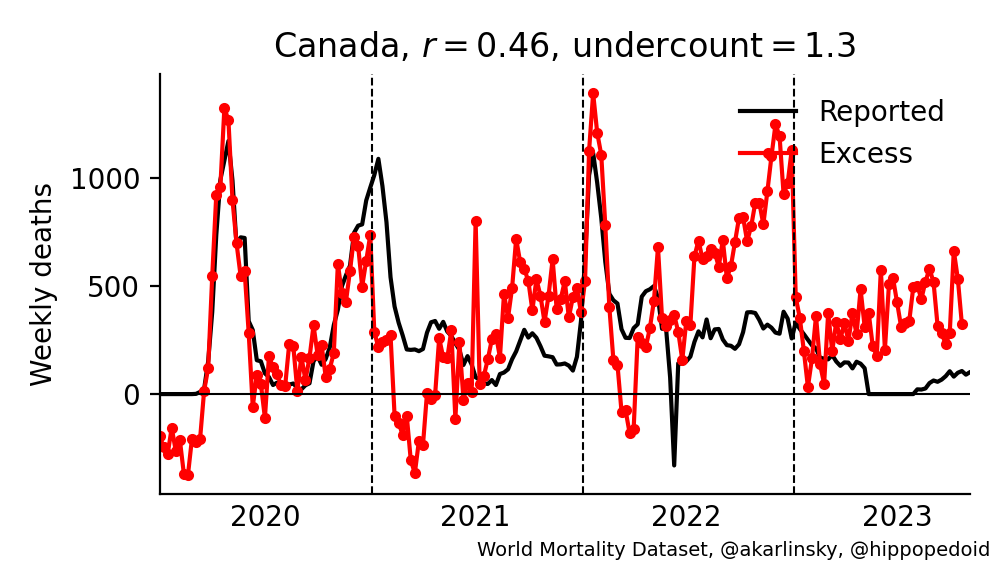 Canada, r = 0.46, undercount = 1.3
Reported
Excess
Weekly deaths
1000
500
0
2020 2021 2022 2023
World Mortality Dataset, @akarlinsky, @hippopedoid